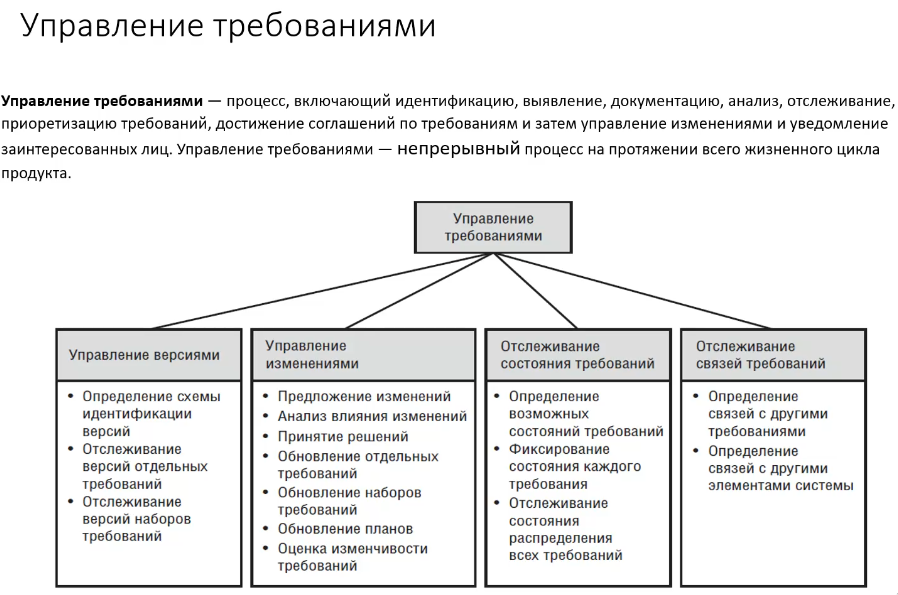 Управление требованиями
Управление требованиями — процесс, включающий идентификацию, выявление, документацию, анализ, отслеживание,
приоретизацию требований, достижение соглашений по требованиям и затем управление изменениями и уведомление
заинтересованных лиц. Управление требованиями — непрерывный процесс на протяжении всего жизненного цикла
продукта.
Управление
требованиями
Управление версиями
• Определение схемы
идентификации
версий
• Отслеживание
версий отдельных
требований
• Отслеживание
версий наборов
требований
Управление
изменениями
• Предложение изменений
• Анализ влияния изменений
• Принятие решений
• Обновление отдельных
требований
• Обновление наборов
требований
• Обновление планов
• Оценка изменчивости
требований
Отслеживание
состояния требований
• Определение
возможных
состояний требований
• Фиксирование
состояния каждого
требования
• Отслеживание
состояния
распределения
всех требований
Отслеживание
связей требований
• Определение
связей с другими
требованиями
• Определение
связей с другими
элементами системы